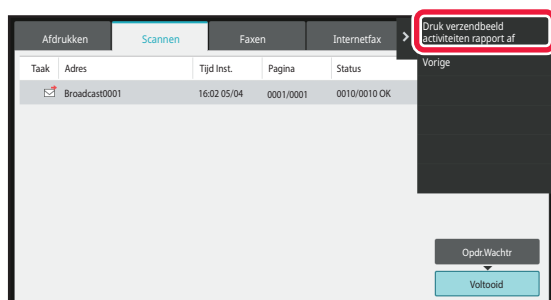 Afdrukken Scannen Faxen Internetfax
Druk verzendbeeld
activiteiten rapport af
Taak Adres Tijd Inst. Pagina Status
Vorige
Broadcast0001 16:02 05/04 0001/0001 0010/0010 OK
Opdr.Wachtr
Voltooid